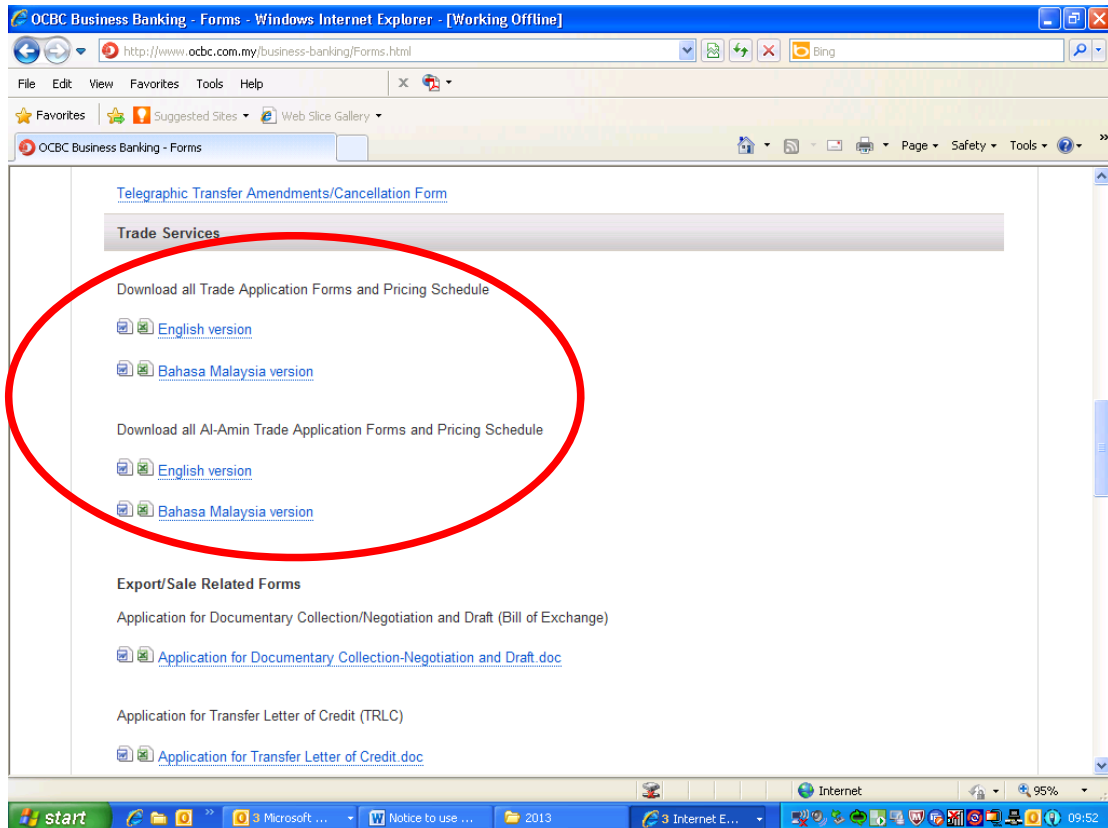 OCBC Business Banking - Forms - Windows Internet Explorer - [Working Offline]
http://www.ocbc.com.my/business-banking/Forms.html
Bing
File Edit View Favorites Tools Help
Favorites Suggested Sites Web Slice Gallery
OCBC Business Banking - Forms
Page Safety Tools
Telegraphic Transfer Amendments/Cancellation Form
Trade Services
Download all Trade Application Forms and Pricing Schedule
English version
Bahasa Malaysia version
Download all Al-Amin Trade Application Forms and Pricing Schedule
English version
Bahasa Malaysia version
Export/Sale Related Forms
Application for Documentary Collection/Negotiation and Draft (Bill of Exchange)
Application for Documentary Collection-Negotiation and Draft.doc
Application for Transfer Letter of Credit (TRLC)
Application for Transfer Letter of Credit.doc
Internet 95%
start 3 Microsoft ... Notice to use ... 2013 3 Internet E... 09:52